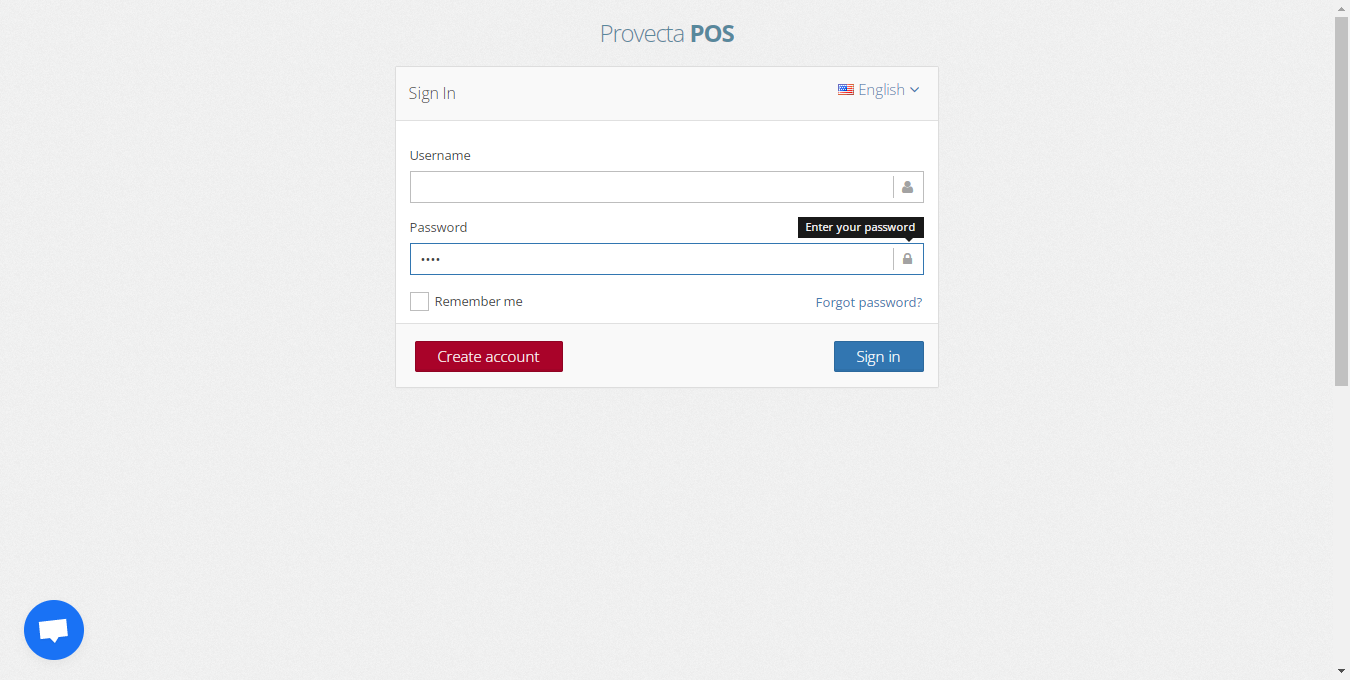 Provecta POS
Sign In
English
Username
Password
Enter your password
••••
Remember me
Forgot password?
Create account
Sign in